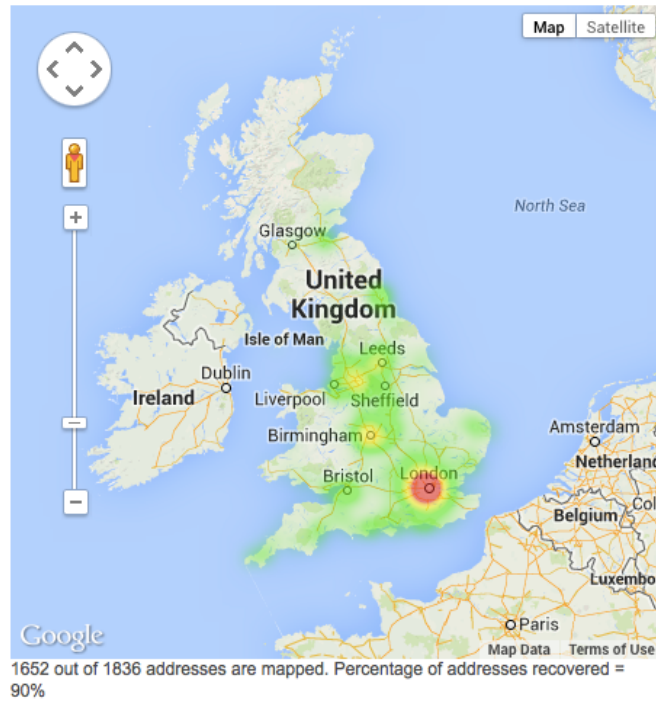 Map Satellite
North Sea
Glasgow
United
Kingdom
Isle of Man
Leeds
Dublin
Ireland
Liverpool Sheffield
Amsterdam
Birmingham
Netherland
Bristol London
Col
Belgium
Luxembo
Paris
Google
Map Data Terms of Use
1652 out of 1836 addresses are mapped. Percentage of addresses recovered =
90%